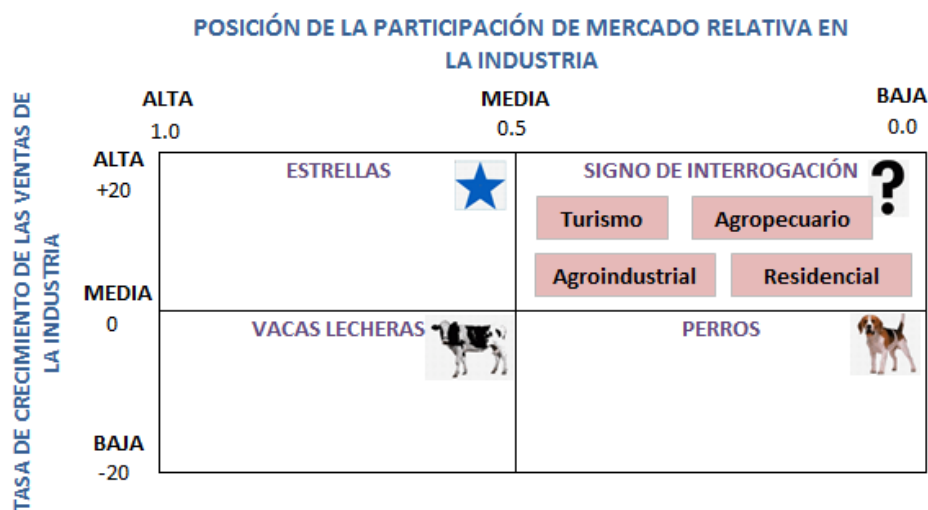 POSICIÓN DE LA PARTICIPACIÓN DE MERCADO RELATIVA EN
LA INDUSTRIA
ALTA
MEDIA
BAJA
1.0
0.5
0.0
TASA DE CRECIMIENTO DE LAS VENTAS DE
LA INDUSTRIA
ALTA
+20
ESTRELLAS
SIGNO DE INTERROGACIÓN
?
Turismo
Agropecuario
Agroindustrial
Residencial
MEDIA
0
VACAS LECHERAS
PERROS
BAJA
-20